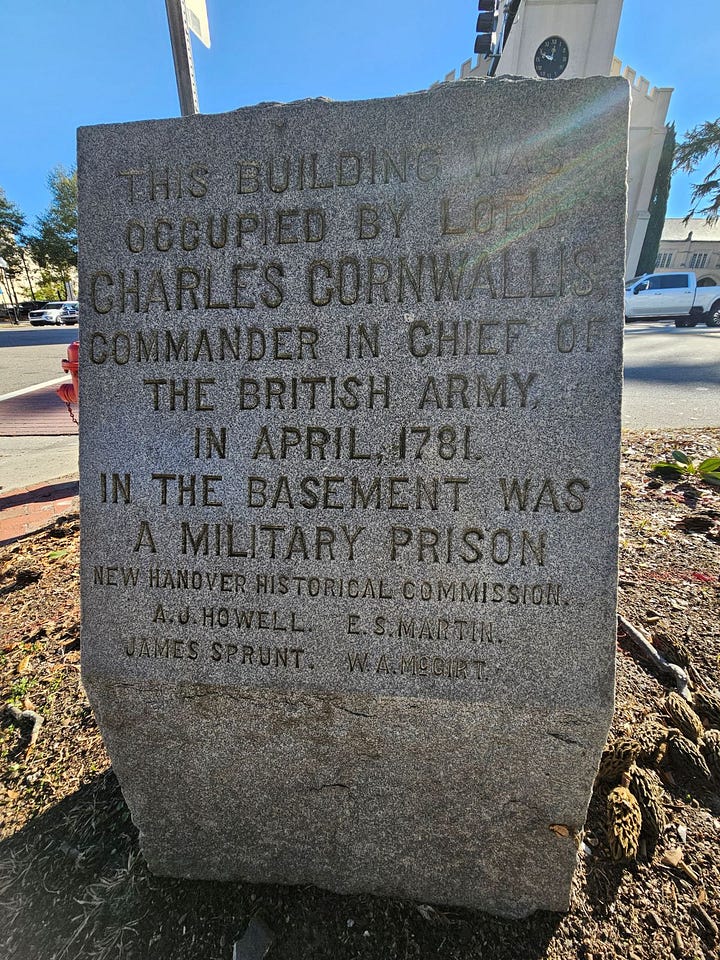 THIS BUILDING WAS
OCCUPIED BY LORD
CHARLES CORNWALLIS
COMMANDER IN CHIEF OF
THE BRITISH ARMY,
IN APRIL, 1781.
IN THE BASEMENT WAS
A MILITARY PRISON
NEW HANOVER HISTORICAL COMMISSION.
A.J. HOWELL. E.S. MARTIN.
JAMES SPRUNT. W.A. McGIRT.